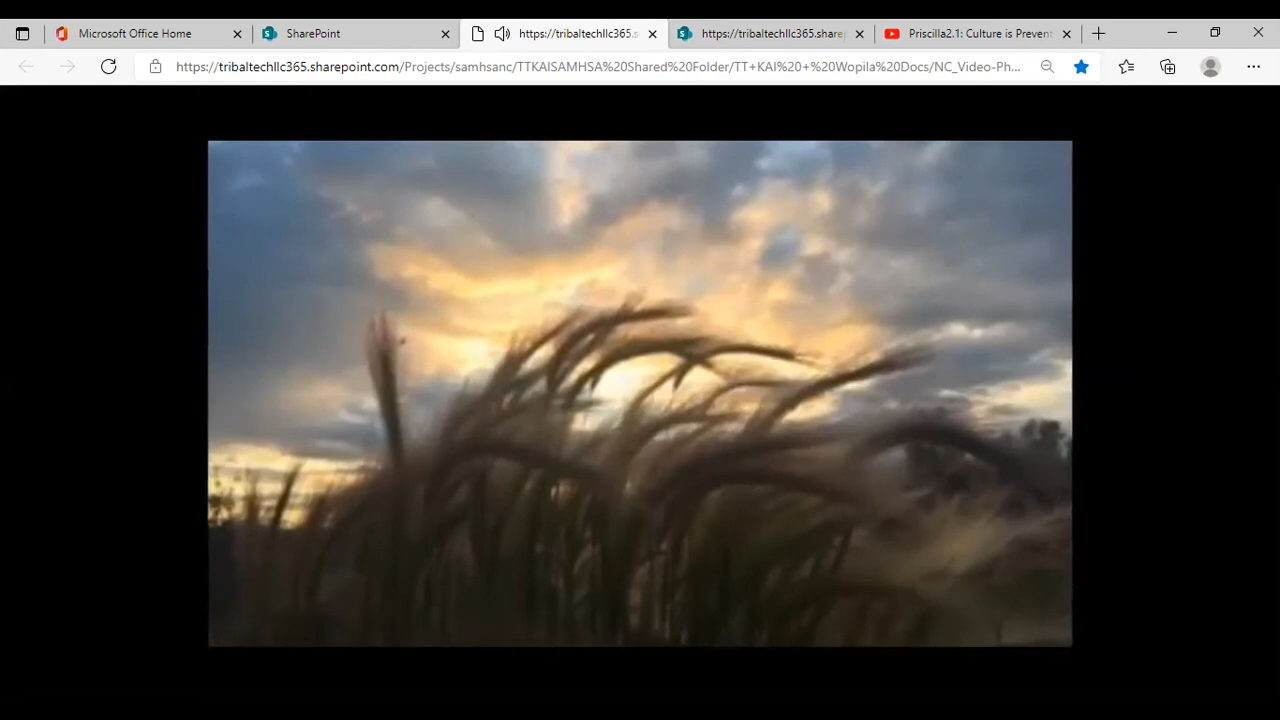 Microsoft Office Home
SharePoint
https://tribaltechllc365.s
https://tribaltechllc365.share
Priscilla2.1: Culture is Prevent
https://tribaltechllc365.sharepoint.com/Projects/samhsanc/TTKAISAMHSA%20Shared%20Folder/TT+KAI%20+%20Wopila%20Docs/NC_Video-Ph...